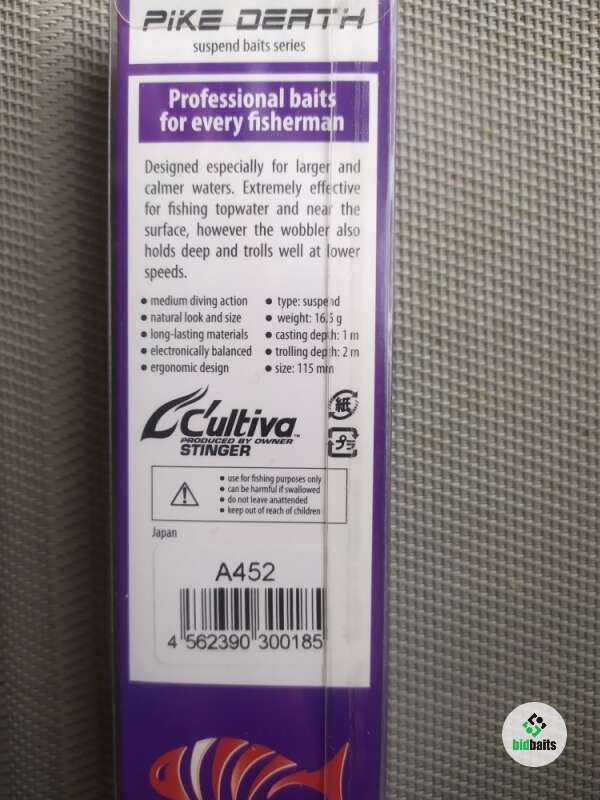 PIKE DEATH
suspend baits series
Professional baits
for every fisherman
Designed especially for larger and
calmer waters. Extremely effective
for fishing topwater and near the
surface, however the wobbler also
holds deep and trolls well at lower
speeds.
• medium diving action • type: suspend
• natural look and size • weight: 16,5 g
• long-lasting materials • casting depth: 1 m
• electronically balanced • trolling depth: 2 m
• ergonomic design • size: 115 mm
紙
C'ultiva™
PRODUCED BY OWNER
STINGER
プラ
• use for fishing purposes only
• can be harmful if swallowed
• do not leave anattended
• keep out of reach of children
Japan
A452
4 562390 300185
bidbaits